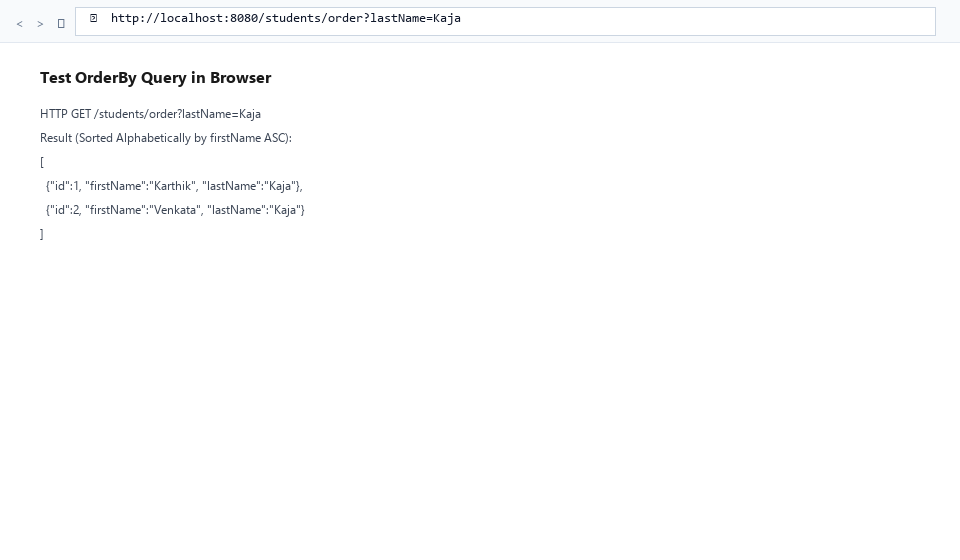 < >
http://localhost:8080/students/order?lastName=Kaja
Test OrderBy Query in Browser
HTTP GET /students/order?lastName=Kaja
Result (Sorted Alphabetically by firstName ASC):
[
{"id":1, "firstName":"Karthik", "lastName":"Kaja"},
{"id":2, "firstName":"Venkata", "lastName":"Kaja"}
]